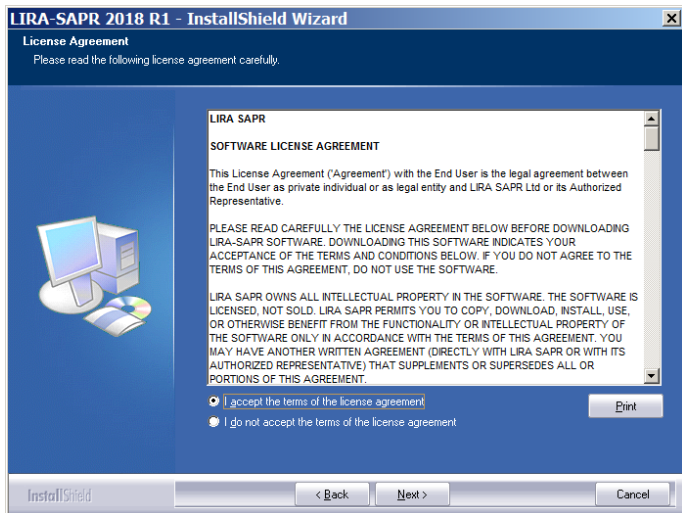 LIRA-SAPR 2018 R1 - InstallShield Wizard
License Agreement
Please read the following license agreement carefully.
LIRA SAPR
SOFTWARE LICENSE AGREEMENT
This License Agreement ('Agreement') with the End User is the legal agreement between
the End User as private individual or as legal entity and LIRA SAPR Ltd or its Authorized
Representative.
PLEASE READ CAREFULLY THE LICENSE AGREEMENT BELOW BEFORE DOWNLOADING
LIRA-SAPR SOFTWARE. DOWNLOADING THIS SOFTWARE INDICATES YOUR
ACCEPTANCE OF THE TERMS AND CONDITIONS BELOW. IF YOU DO NOT AGREE TO THE
TERMS OF THIS AGREEMENT, DO NOT USE THE SOFTWARE.
LIRA SAPR OWNS ALL INTELLECTUAL PROPERTY IN THE SOFTWARE. THE SOFTWARE IS
LICENSED, NOT SOLD. LIRA SAPR PERMITS YOU TO COPY, DOWNLOAD, INSTALL, USE,
OR OTHERWISE BENEFIT FROM THE FUNCTIONALITY OR INTELLECTUAL PROPERTY OF
THE SOFTWARE ONLY IN ACCORDANCE WITH THE TERMS OF THIS AGREEMENT. YOU
MAY HAVE ANOTHER WRITTEN AGREEMENT (DIRECTLY WITH LIRA SAPR OR WITH ITS
AUTHORIZED REPRESENTATIVE) THAT SUPPLEMENTS OR SUPERSEDES ALL OR
PORTIONS OF THIS AGREEMENT.
I accept the terms of the license agreement
Print
I do not accept the terms of the license agreement
InstallShield
< Back
Next >
Cancel